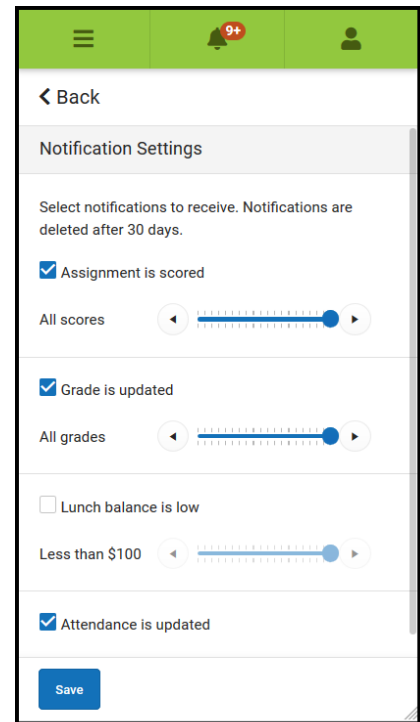 9+
Back
Notification Settings
Select notifications to receive. Notifications are
deleted after 30 days.
Assignment is scored
All scores
Grade is updated
All grades
Lunch balance is low
Less than $100
Attendance is updated
Save